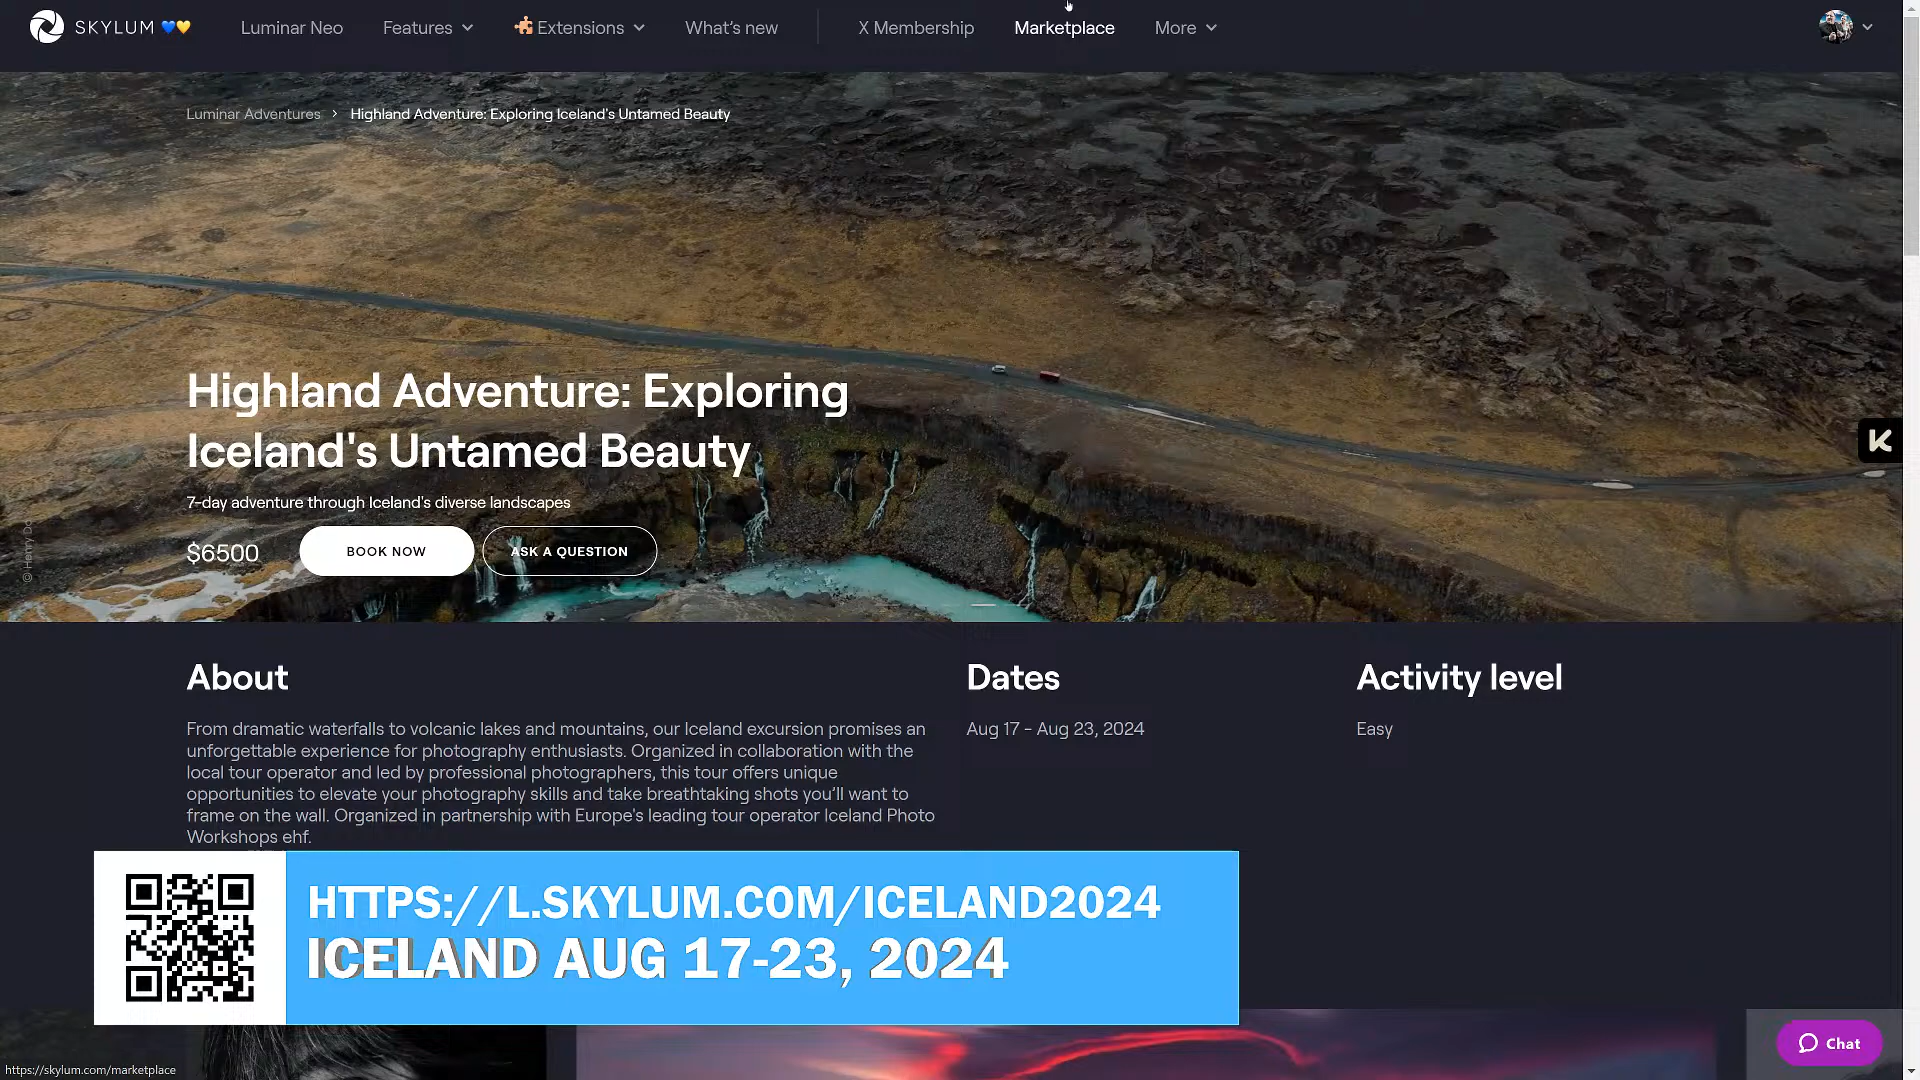 SKYLUM
Luminar Neo
Features
Extensions
What's new
X Membership
Marketplace
More
Luminar Adventures > Highland Adventure: Exploring Iceland's Untamed Beauty
Highland Adventure: Exploring
Iceland's Untamed Beauty
7-day adventure through Iceland's diverse landscapes
$6500
BOOK NOW
ASK A QUESTION
K
About
From dramatic waterfalls to volcanic lakes and mountains, our Iceland excursion promises an
unforgettable experience for photography enthusiasts. Organized in collaboration with the
local tour operator and led by professional photographers, this tour offers unique
opportunities to elevate your photography skills and take breathtaking shots you’ll want to
frame on the wall. Organized in partnership with Europe's leading tour operator Iceland Photo
Workshops ehf.
Dates
Aug 17 - Aug 23, 2024
Activity level
Easy
HTTPS://L.SKYLUM.COM/ICELAND2024
ICELAND AUG 17-23, 2024
Chat
https://skylum.com/marketplace